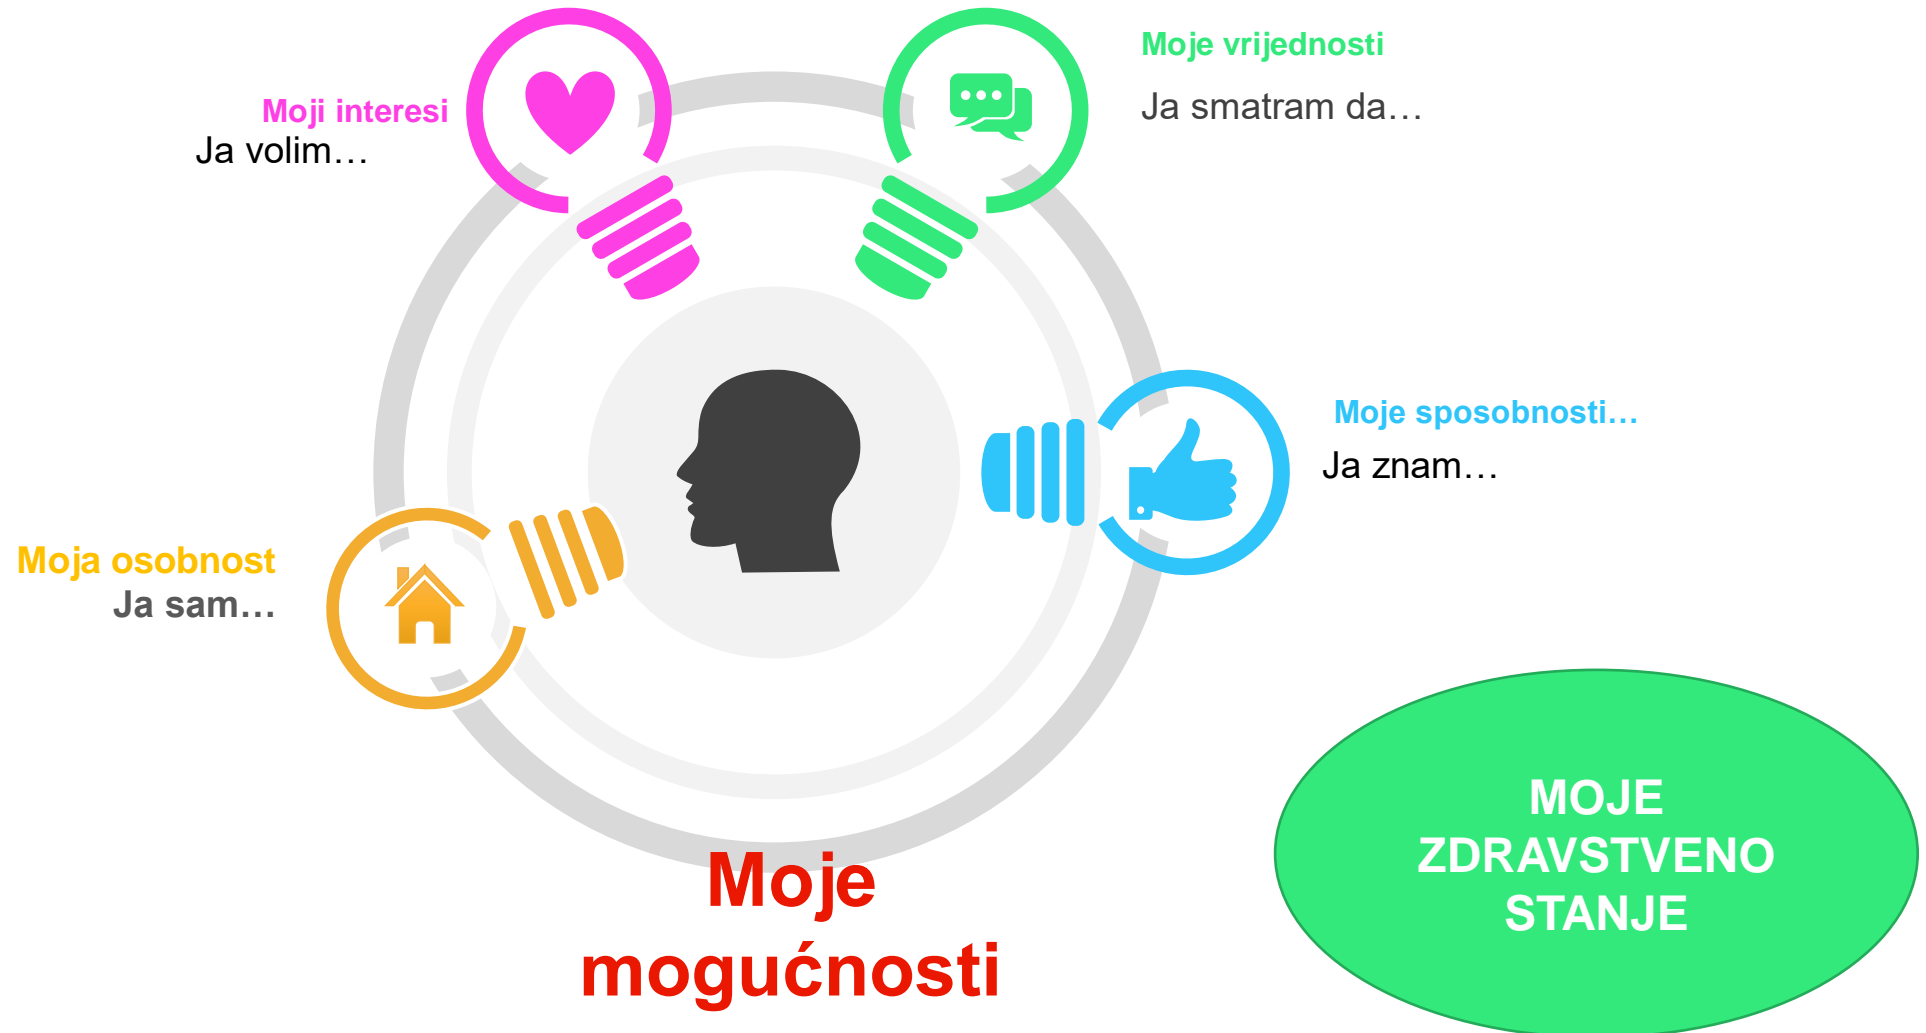 Moje vrijednosti
Ja smatram da…
Moji interesi
Ja volim…
Moje sposobnosti…
Ja znam…
Moja osobnost
Ja sam…
MOJE
ZDRAVSTVENO
STANJE
Moje
mogućnosti